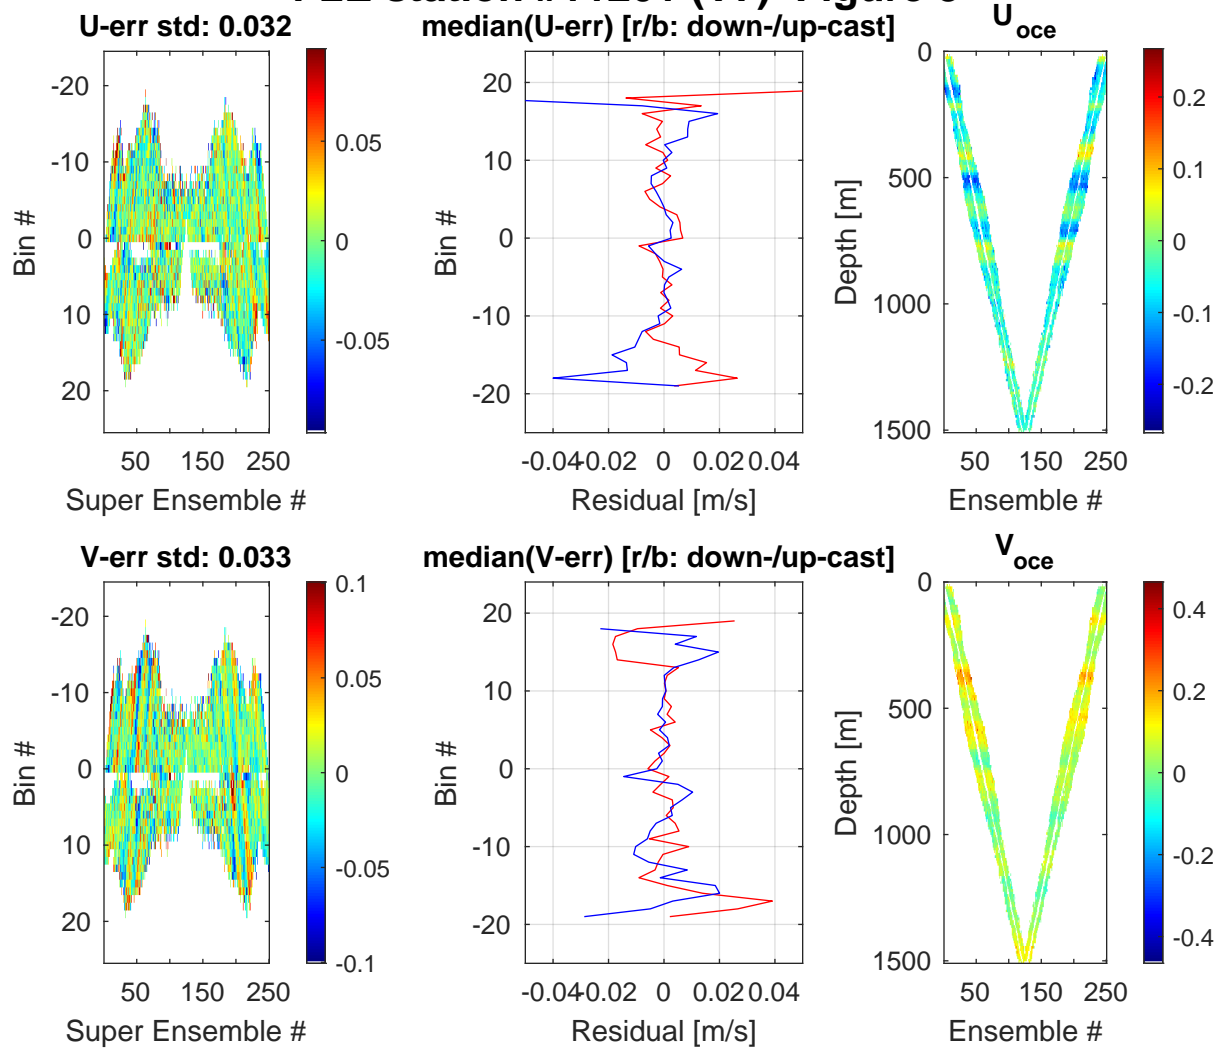 U-err std: 0.032
median(U-err) [r/b: down-/up-cast]
U oce
-20
-10
0
10
20
Bin #
50 150 250
Super Ensemble #
0.05
0
-0.05
20
10
0
-10
-20
Bin #
-0.04 -0.02 0 0.02 0.04
Residual [m/s]
0
500
1000
1500
Depth [m]
50 150 250
Ensemble #
0.2
0.1
0
-0.1
-0.2
V-err std: 0.033
median(V-err) [r/b: down-/up-cast]
V oce
-20
-10
0
10
20
Bin #
50 150 250
Super Ensemble #
0.1
0.05
0
-0.05
-0.1
20
10
0
-10
-20
Bin #
-0.04 -0.02 0 0.02 0.04
Residual [m/s]
0
500
1000
1500
Depth [m]
50 150 250
Ensemble #
0.4
0.2
0
-0.2
-0.4